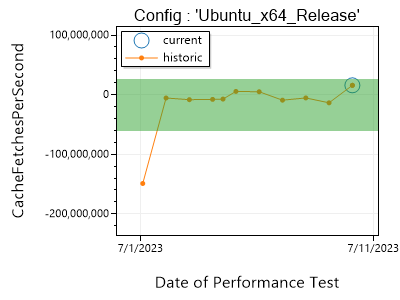 Config : 'Ubuntu_x64_Release'
current
historic
100,000,000
0
-100,000,000
-200,000,000
CacheFetchesPerSecond
7/1/2023
7/11/2023
Date of Performance Test